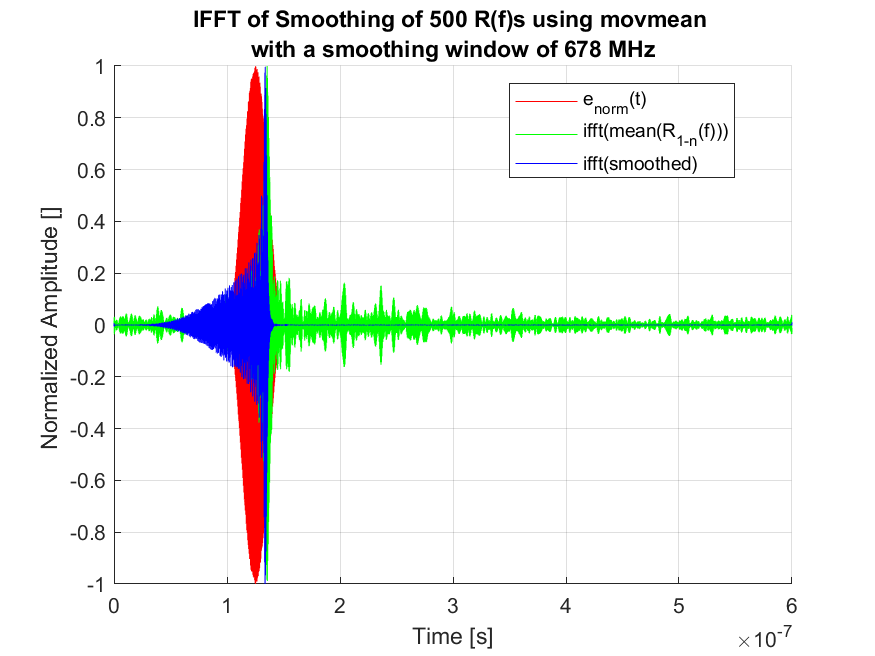 IFFT of Smoothing of 500 R(f)s using movmean
with a smoothing window of 678 MHz
e_norm(t)
ifft(mean(R_1-n(f)))
ifft(smoothed)
Normalized Amplitude []
1
0.8
0.6
0.4
0.2
0
-0.2
-0.4
-0.6
-0.8
-1
0 1 2 3 4 5 6
Time [s]
×10^-7